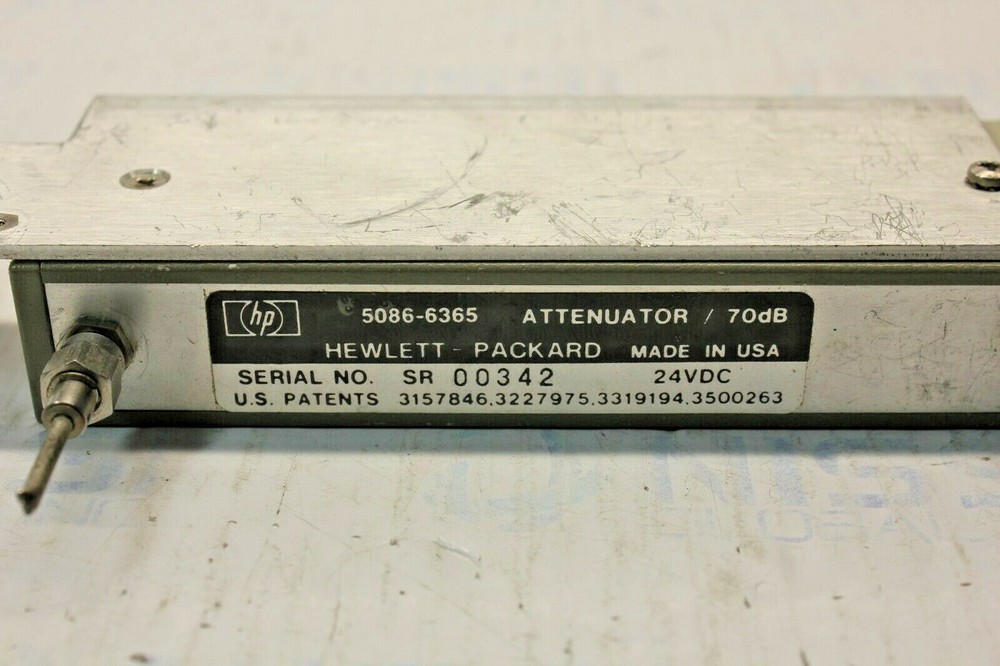 hp 5086-6365 ATTENUATOR / 70dB
HEWLETT-PACKARD MADE IN USA
SERIAL NO. SR 00342 24VDC
U.S. PATENTS 3157846,3227975,3319194,3500263